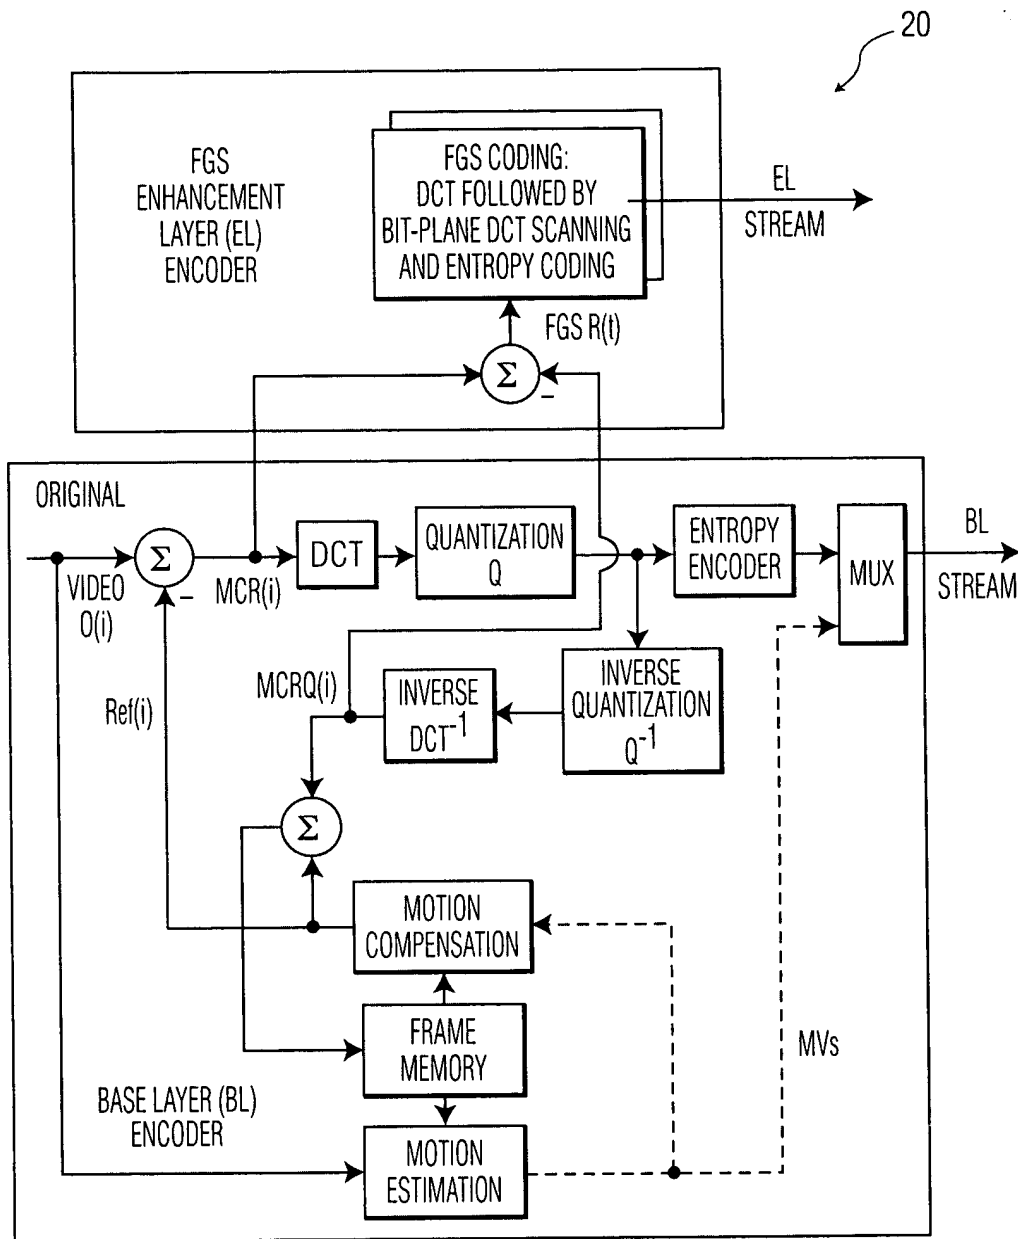 20
FGS
ENHANCEMENT
LAYER (EL)
ENCODER
FGS CODING:
DCT FOLLOWED BY
BIT-PLANE DCT SCANNING
AND ENTROPY CODING
EL
STREAM
FGS R(t)
Σ
–
ORIGINAL
Σ
–
VIDEO
O(i)
MCR(i)
DCT
QUANTIZATION
Q
ENTROPY
ENCODER
MUX
BL
STREAM
Ref(i)
MCRQ(i)
INVERSE
DCT-1
INVERSE
QUANTIZATION
Q-1
Σ
MOTION
COMPENSATION
FRAME
MEMORY
MVs
BASE LAYER (BL)
ENCODER
MOTION
ESTIMATION